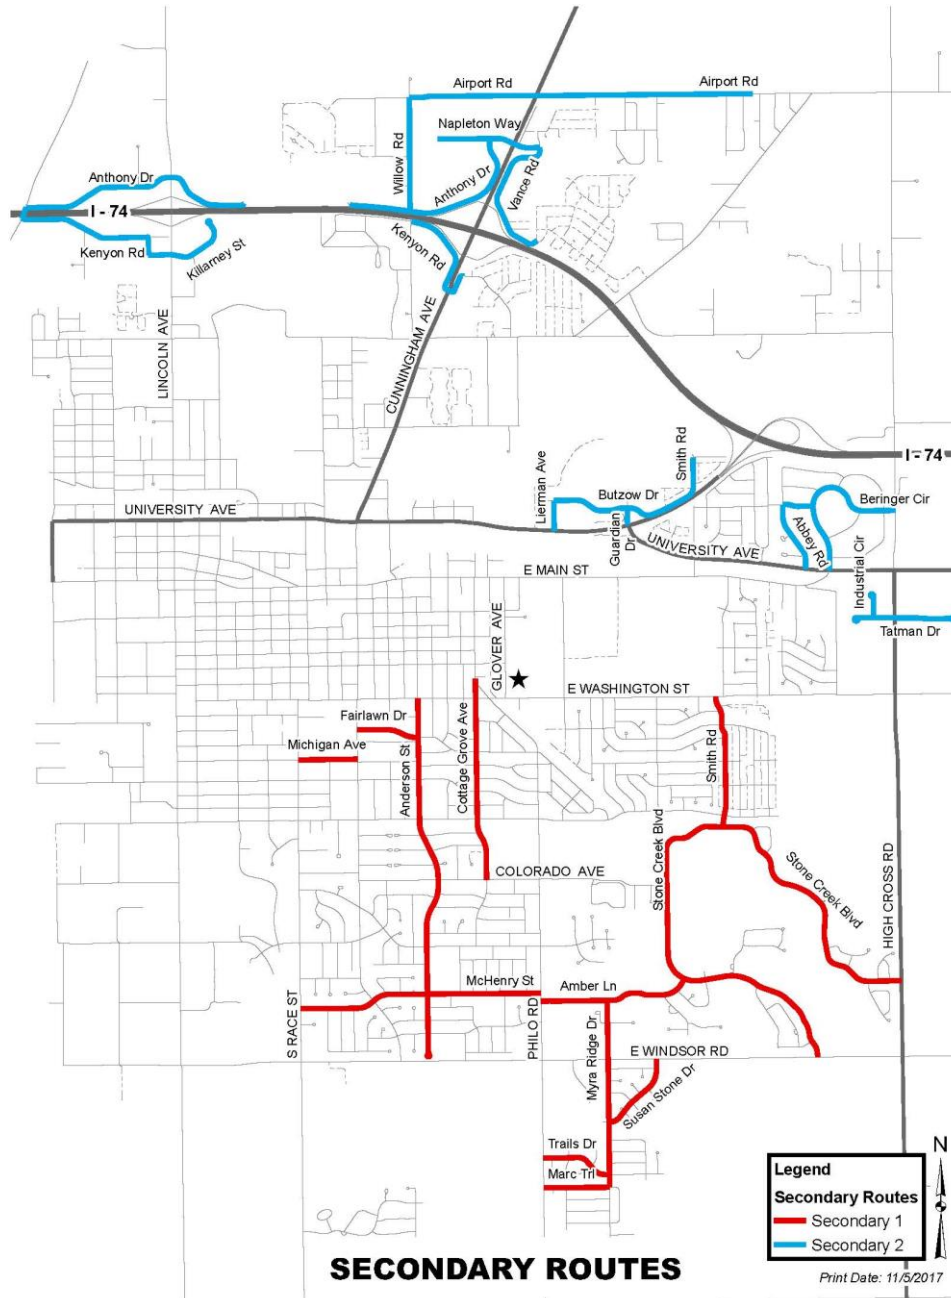 Airport Rd
Airport Rd
Napleton Way
Willow Rd
Anthony Dr
Vance Rd
Anthony Dr
I - 74
Kenyon Rd
Killarney St
Kenyon Rd
LINCOLN AVE
CUNNINGHAM AVE
I - 74
Smith Rd
Lierman Ave
Butzow Dr
Beringer Cir
UNIVERSITY AVE
Guardian
Dr
UNIVERSITY AVE
Abbey Rd
Industrial Cir
E MAIN ST
Tatman Dr
GLOVER AVE
E WASHINGTON ST
Fairlawn Dr
Michigan Ave
Anderson St
Cottage Grove Ave
Smith Rd
Stone Creek Blvd
COLORADO AVE
Stone Creek Blvd
HIGH CROSS RD
McHenry St
Amber Ln
S RACE ST
PHILO RD
Myra Ridge Dr
E WINDSOR RD
Susan Stone Dr
Trails Dr
Marc Trl
N
Legend
Secondary Routes
Secondary 1
Secondary 2
SECONDARY ROUTES
Print Date: 11/5/2017